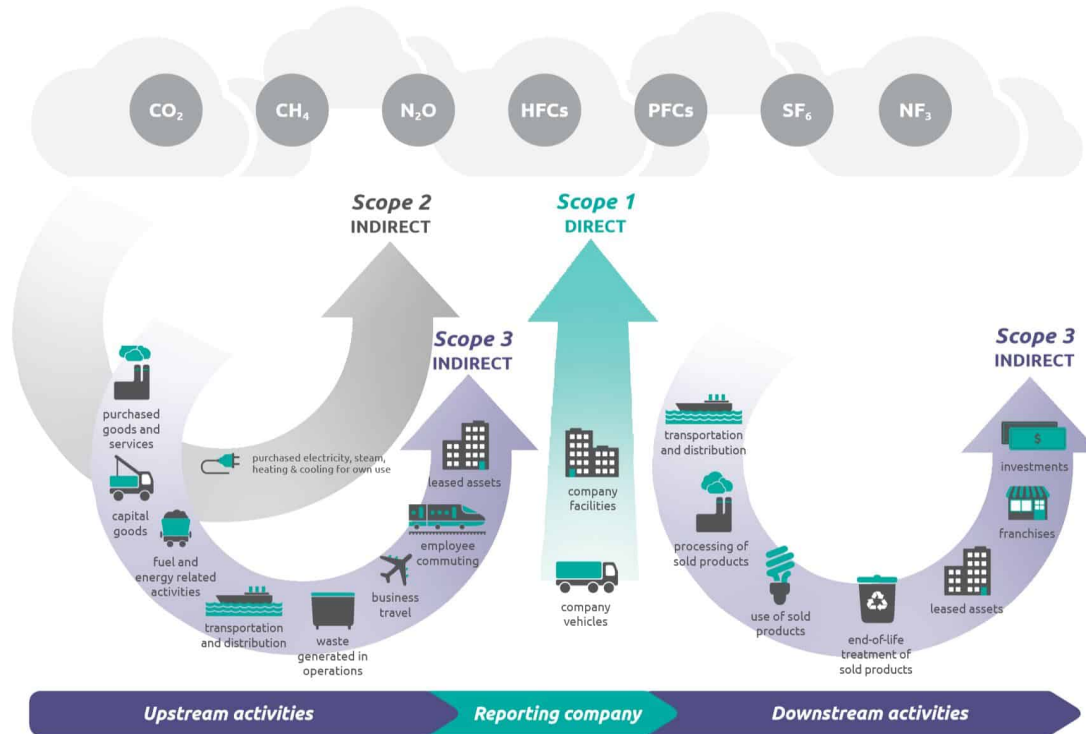 CO₂
CH₄
N₂O
HFCs
PFCs
SF₆
NF₃
Scope 2
INDIRECT
Scope 1
DIRECT
Scope 3
INDIRECT
Scope 3
INDIRECT
purchased
goods and
services
capital
goods
fuel and
energy related
activities
transportation
and distribution
waste
generated in
operations
business
travel
employee
commuting
leased assets
purchased electricity, steam,
heating & cooling for own use
company
facilities
company
vehicles
transportation
and distribution
processing of
sold products
use of sold
products
end-of-life
treatment of
sold products
leased assets
franchises
$
investments
Upstream activities
Reporting company
Downstream activities